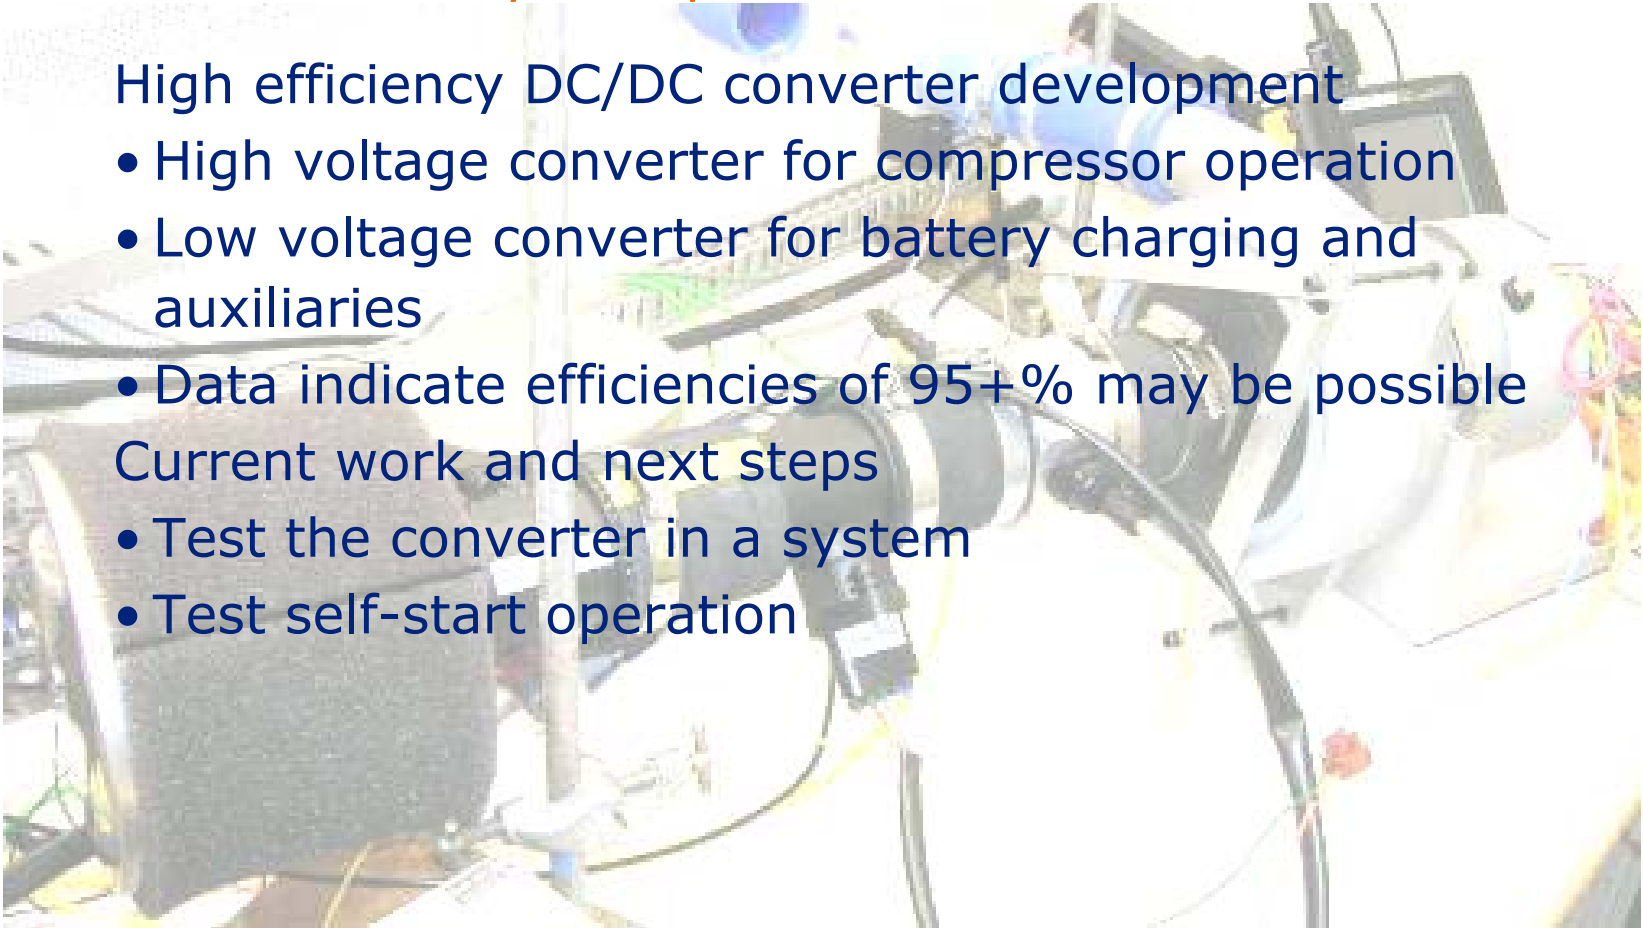 High efficiency DC/DC converter development
• High voltage converter for compressor operation
• Low voltage converter for battery charging and
auxiliaries
• Data indicate efficiencies of 95+% may be possible
Current work and next steps
• Test the converter in a system
• Test self-start operation